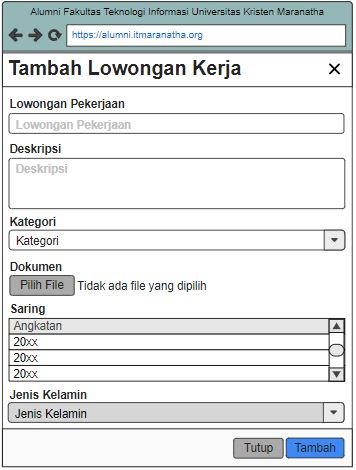 Alumni Fakultas Teknologi Informasi Universitas Kristen Maranatha
https://alumni.itmaranatha.org
Tambah Lowongan Kerja
Lowongan Pekerjaan
Lowongan Pekerjaan
Deskripsi
Deskripsi
Kategori
Kategori
Dokumen
Pilih File Tidak ada file yang dipilih
Saring
Angkatan
20xx
20xx
20xx
Jenis Kelamin
Jenis Kelamin
Tutup Tambah